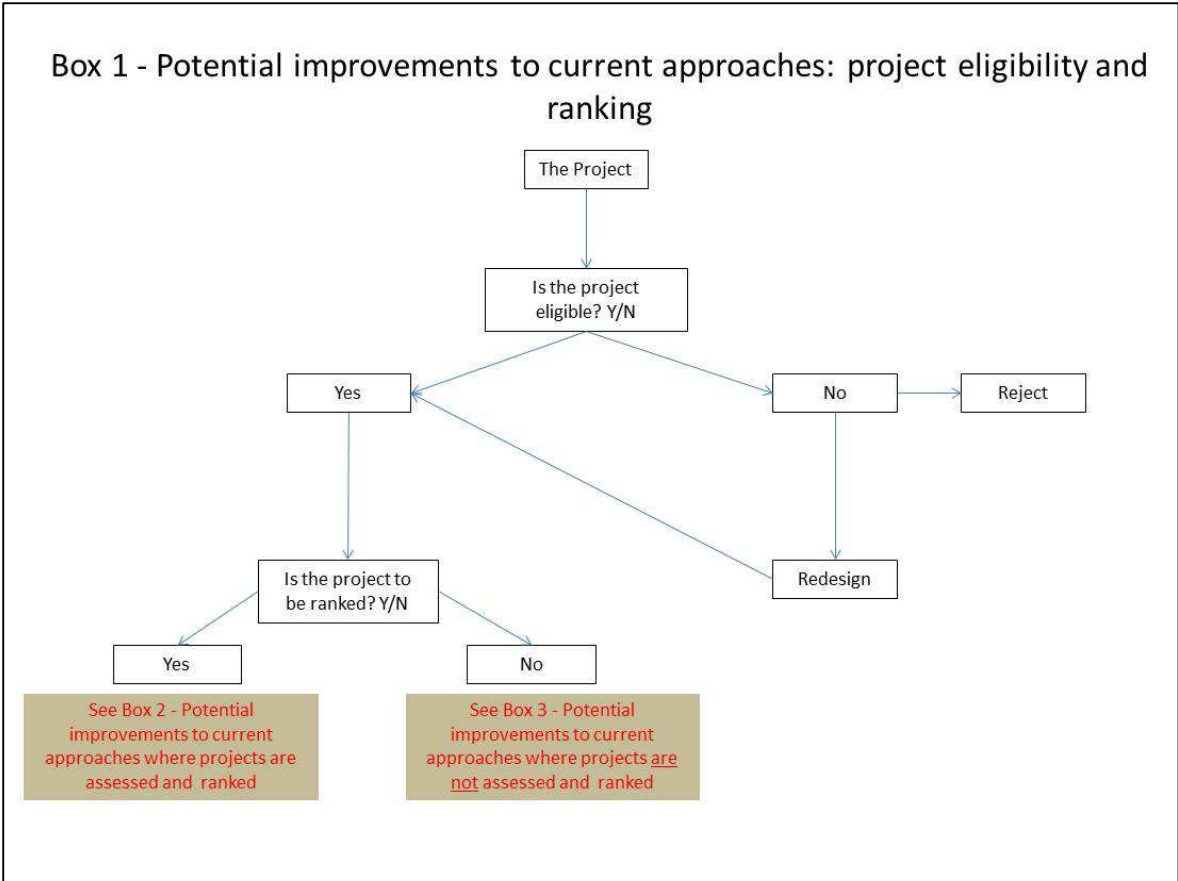 Box 1 - Potential improvements to current approaches: project eligibility and
ranking
The Project
Is the project
eligible? Y/N
Yes
No
Reject
Is the project to
be ranked? Y/N
Redesign
Yes
No
See Box 2 - Potential
improvements to current
approaches where projects are
assessed and ranked
See Box 3 - Potential
improvements to current
approaches where projects are
not assessed and ranked